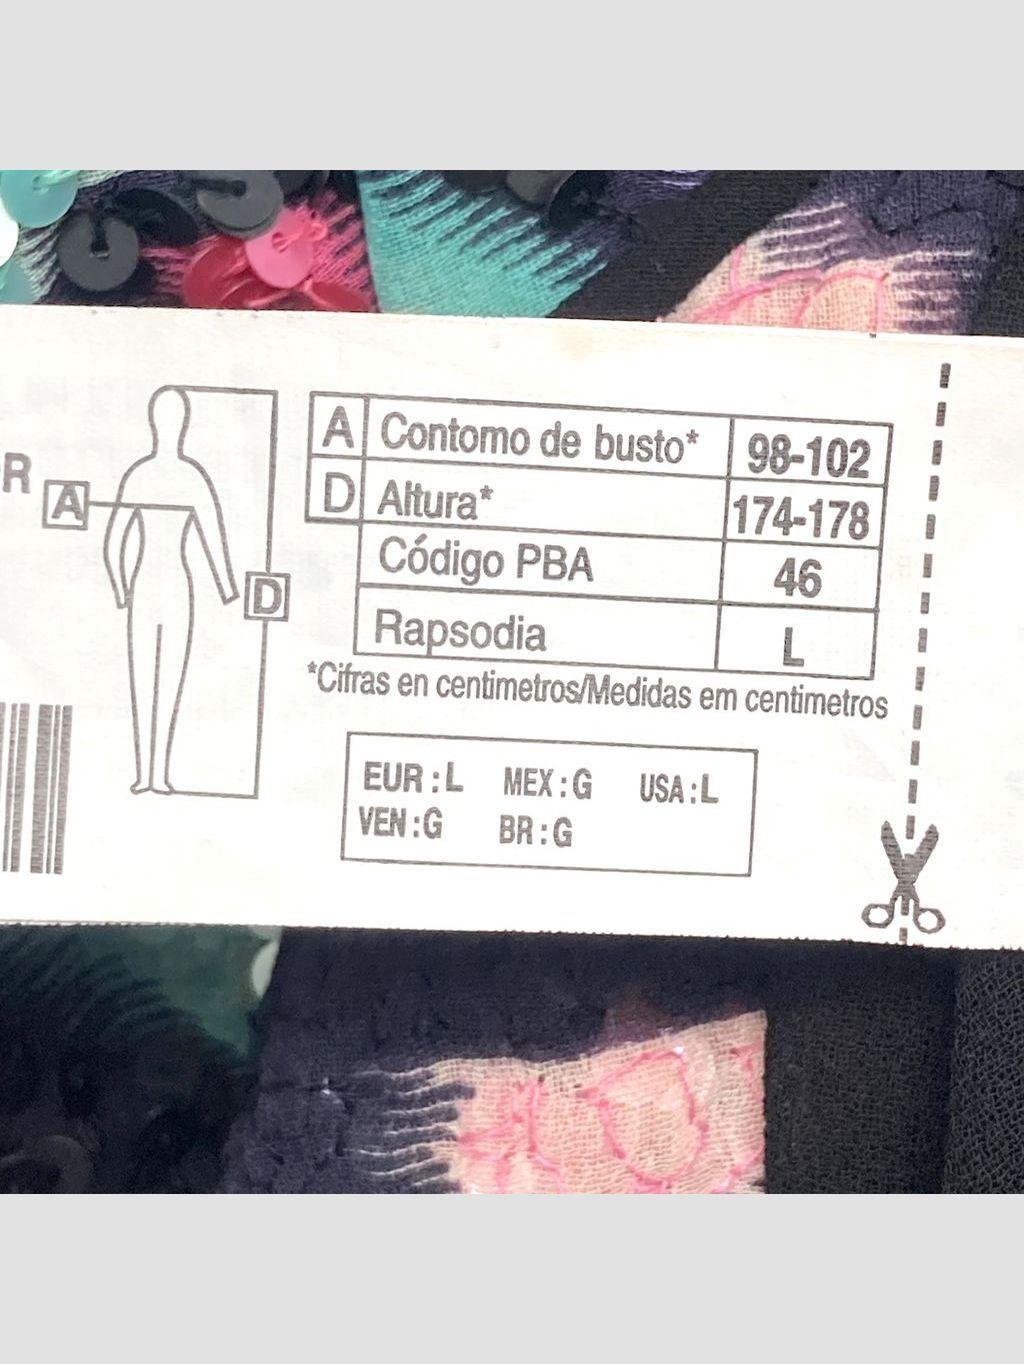 R
A
D
A Contomo de busto* 98-102
D Altura* 174-178
Código PBA 46
Rapsodia L
*Cifras en centimetros/Medidas em centimetros
EUR : L MEX : G USA : L
VEN : G BR : G